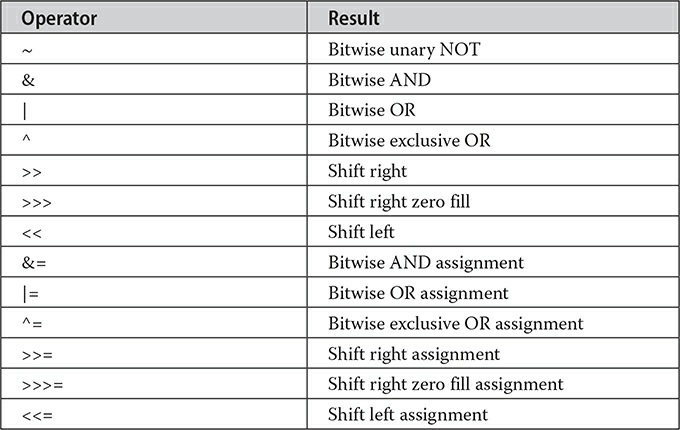 Operator Result
~ Bitwise unary NOT
& Bitwise AND
| Bitwise OR
^ Bitwise exclusive OR
>> Shift right
>>> Shift right zero fill
<< Shift left
&= Bitwise AND assignment
|= Bitwise OR assignment
^= Bitwise exclusive OR assignment
>>= Shift right assignment
>>>= Shift right zero fill assignment
<<= Shift left assignment